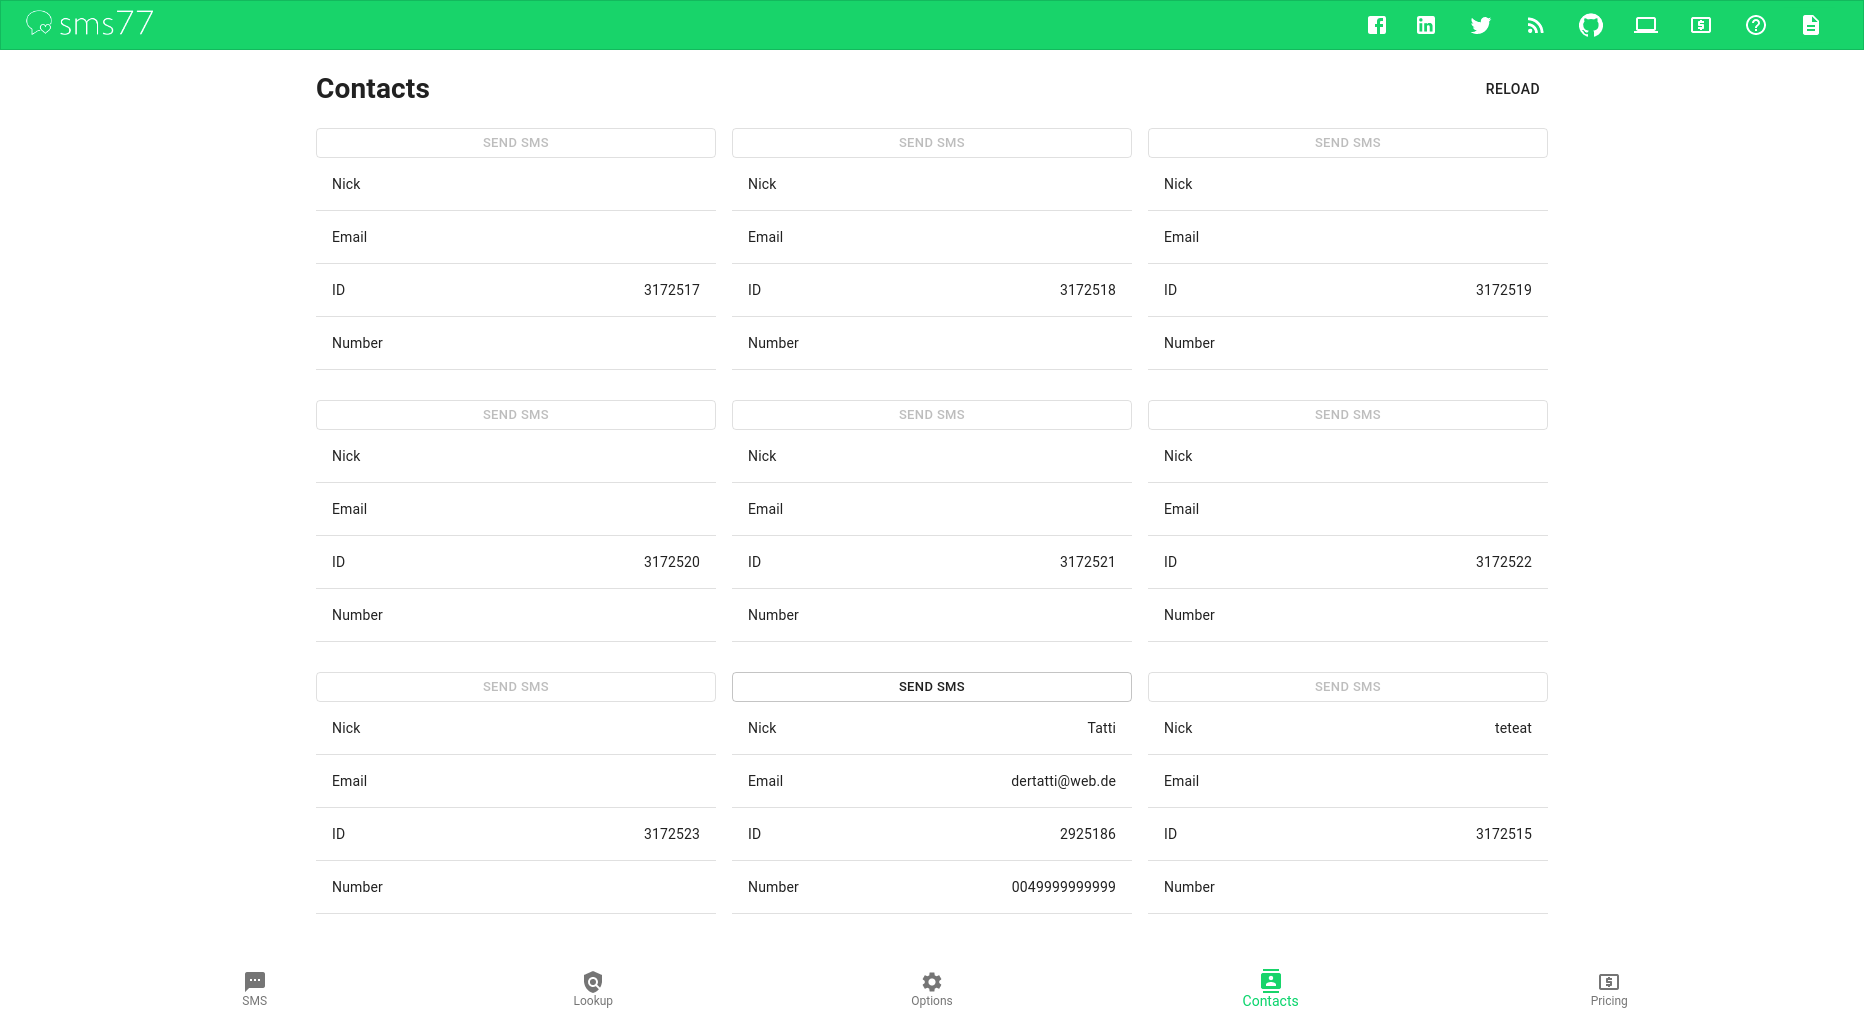 sms77
Contacts
RELOAD
SEND SMS SEND SMS SEND SMS
Nick Nick Nick
Email Email Email
ID 3172517 ID 3172518 ID 3172519
Number Number Number
SEND SMS SEND SMS SEND SMS
Nick Nick Nick
Email Email Email
ID 3172520 ID 3172521 ID 3172522
Number Number Number
SEND SMS SEND SMS SEND SMS
Nick Nick Tatti Nick teteat
Email Email dertatti@web.de Email
ID 3172523 ID 2925186 ID 3172515
Number Number 0049999999999 Number
SMS Lookup Options Contacts Pricing